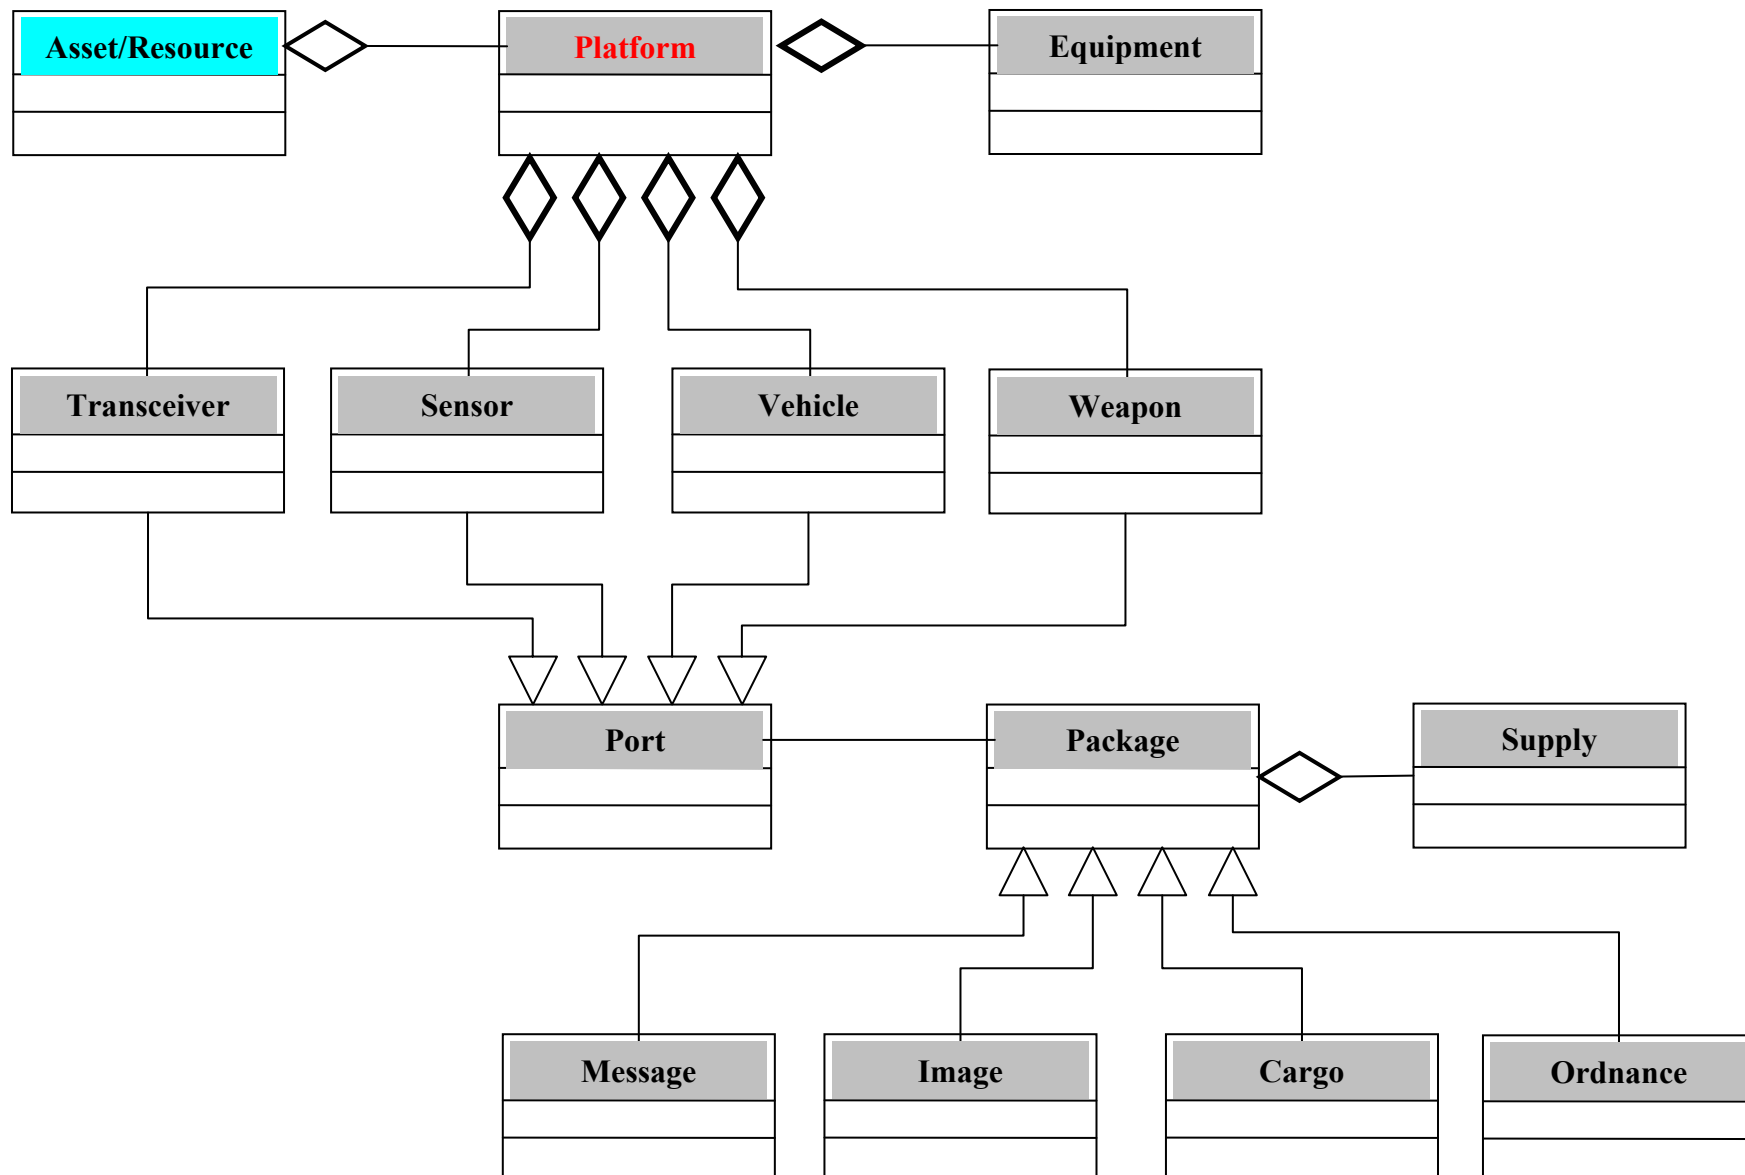 Asset/Resource
Platform
Equipment
Transceiver
Sensor
Vehicle
Weapon
Port
Package
Supply
Message
Image
Cargo
Ordnance